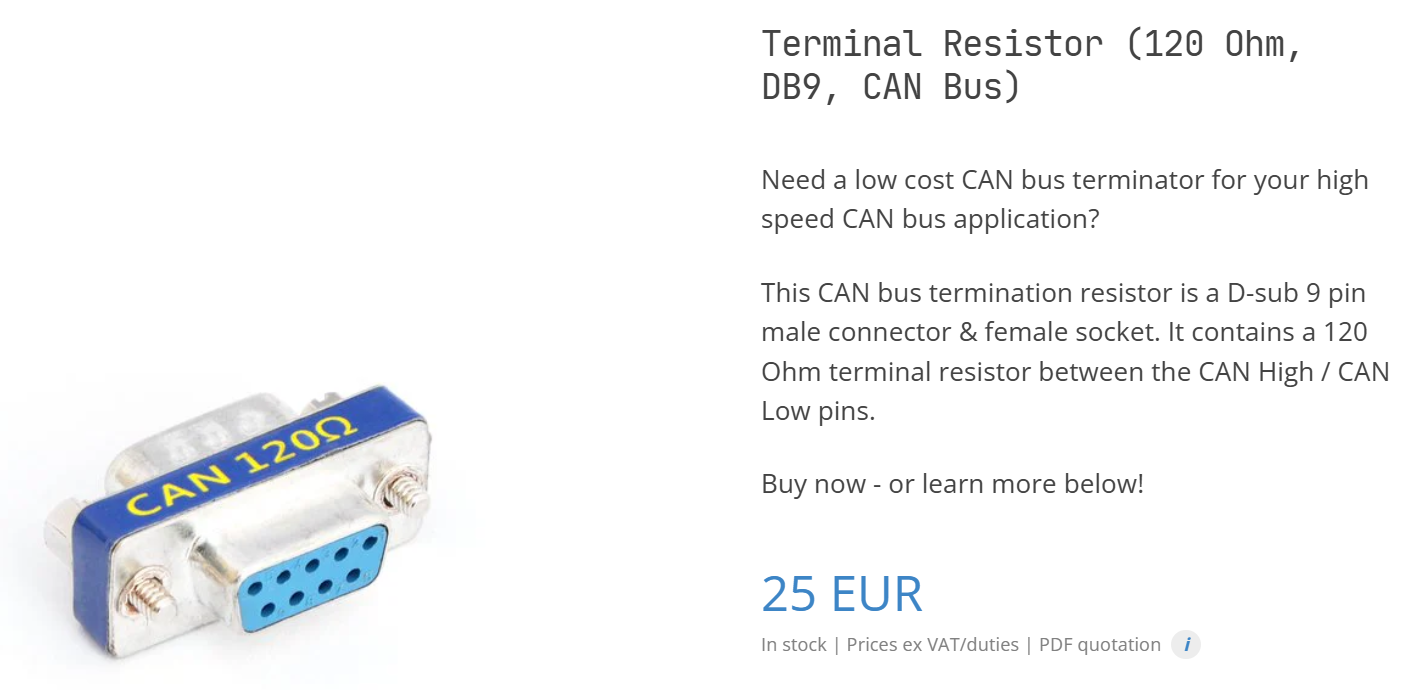 Terminal Resistor (120 Ohm,
DB9, CAN Bus)
Need a low cost CAN bus terminator for your high
speed CAN bus application?
This CAN bus termination resistor is a D-sub 9 pin
male connector & female socket. It contains a 120
Ohm terminal resistor between the CAN High / CAN
Low pins.
Buy now - or learn more below!
25 EUR
In stock | Prices ex VAT/duties | PDF quotation i
CAN 120Ω